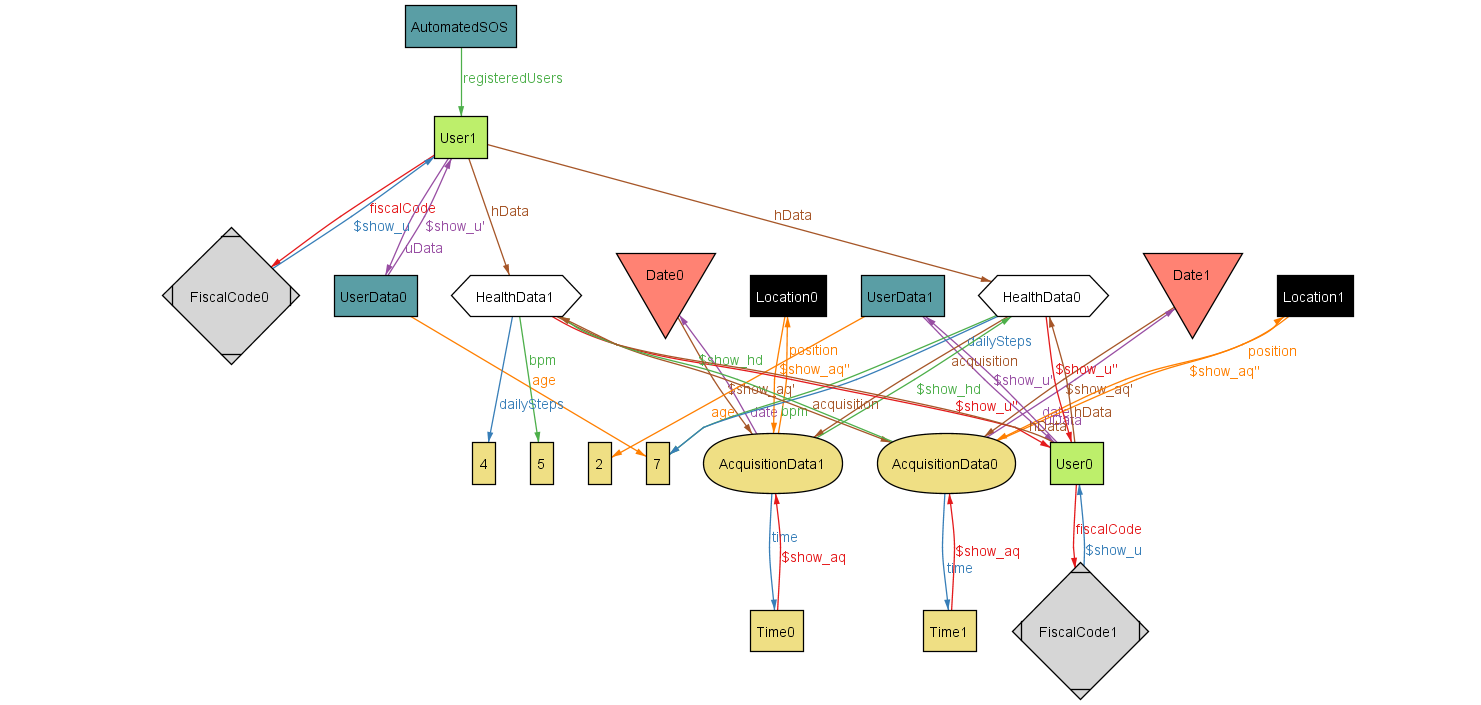 AutomatedSOS
registeredUsers
User1
fiscalCode
hData
hData
$show_u
$show_u'
uData
Date0
Date1
FiscalCode0
UserData0
HealthData1
Location0
UserData1
HealthData0
Location1
dailySteps
position
position
bpm
$show_hd
acquisition
$show_aq''
$show_u''
$show_aq''
age
$show_u'
$show_aq'
$show_hd
$show_aq'
dailySteps
acquisition
$show_u''
age
date
bpm
date
hData
uData
hData
4
5
2
7
AcquisitionData1
AcquisitionData0
User0
time
$show_aq
$show_aq
time
fiscalCode
$show_u
Time0
Time1
FiscalCode1